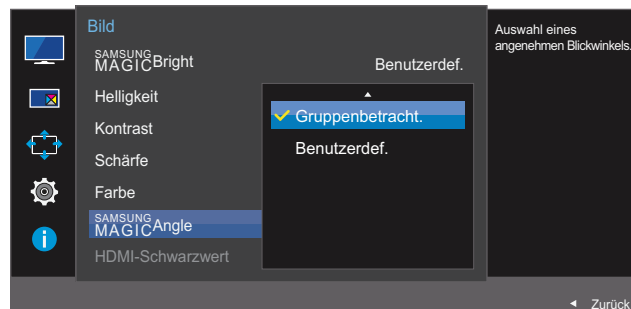 Bild
SAMSUNG
MAGICBright
Benutzerdef.
Helligkeit
Kontrast
Schärfe
Farbe
SAMSUNG
MAGICAngle
HDMI-Schwarzwert
Gruppenbetracht.
Benutzerdef.
Auswahl eines
angenehmen Blickwinkels.
Zurück